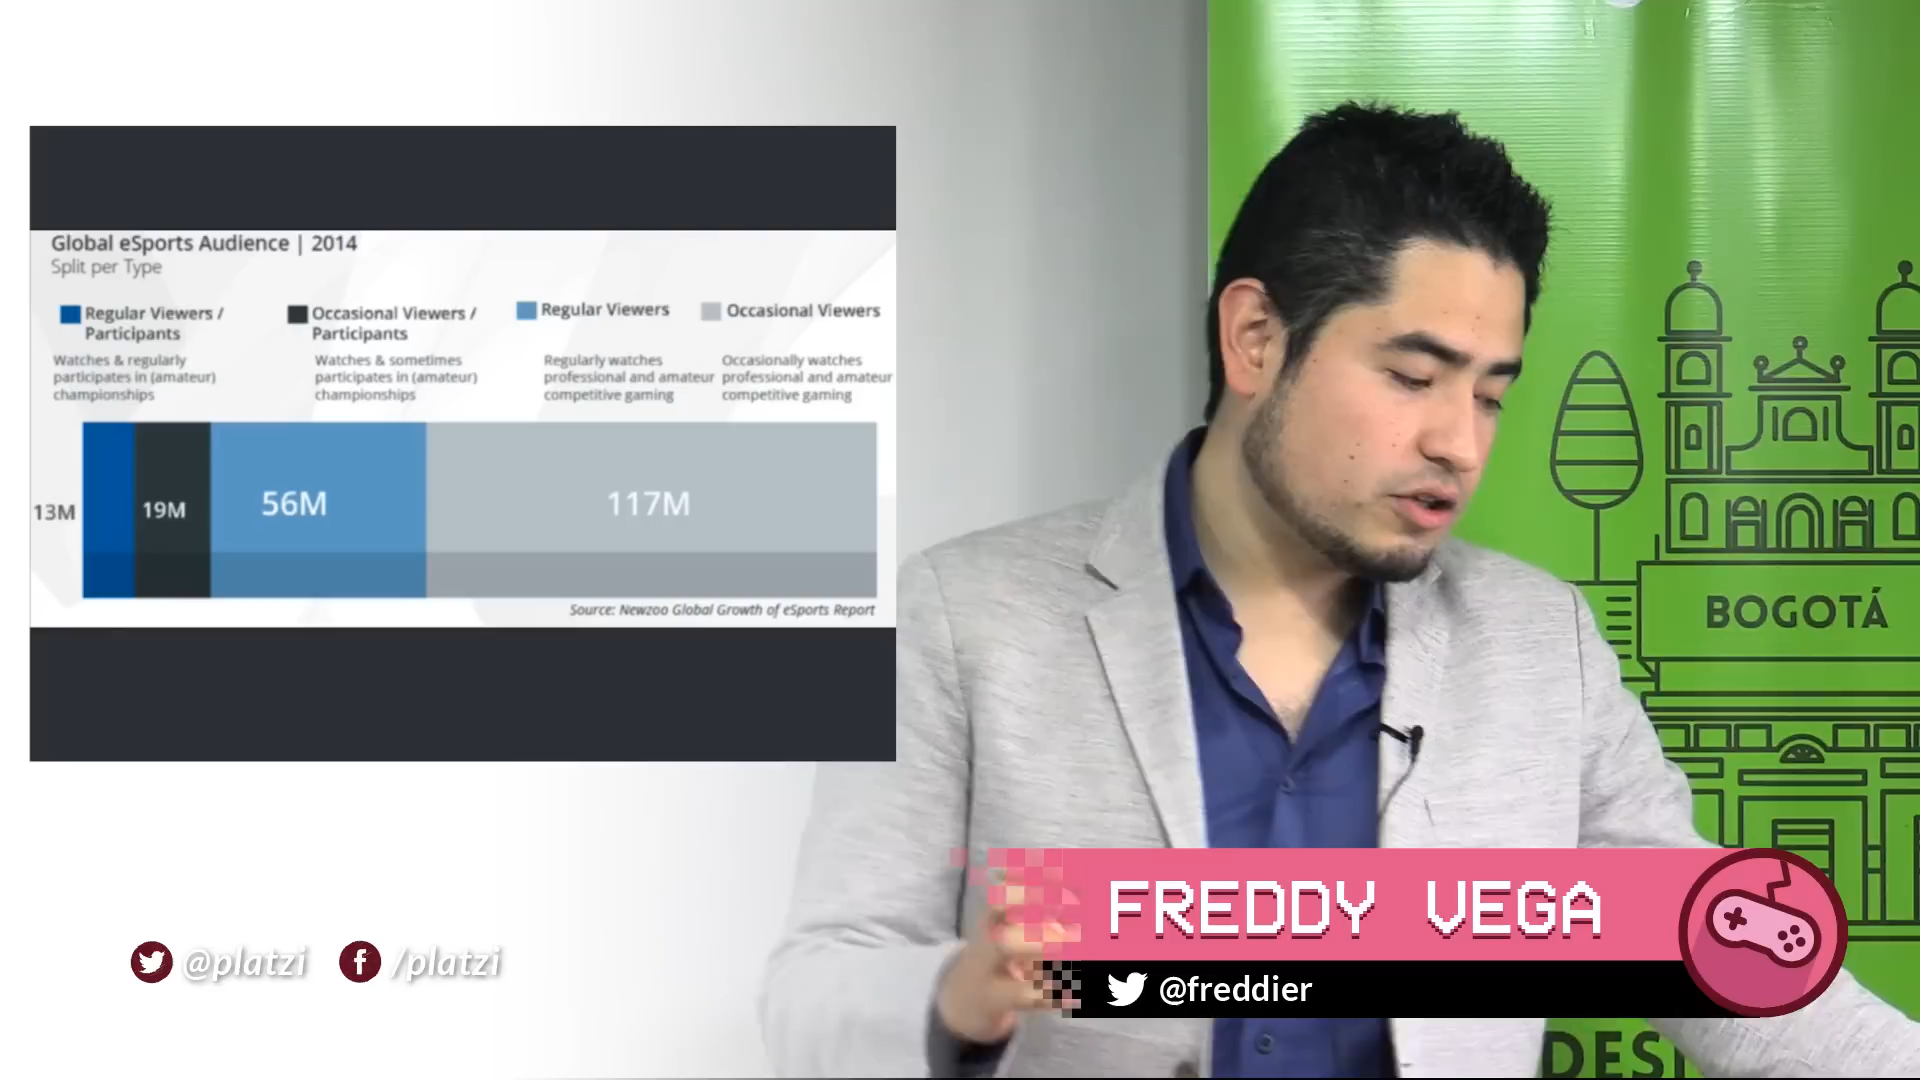 Global eSports Audience | 2014
Split per Type
Regular Viewers /
Participants
Watches & regularly
participates in (amateur)
championships
Occasional Viewers /
Participants
Watches & sometimes
participates in (amateur)
championships
Regular Viewers
Regularly watches
professional and amateur
competitive gaming
Occasional Viewers
Occasionally watches
professional and amateur
competitive gaming
13M
19M
56M
117M
Source: Newzoo Global Growth of eSports Report
BOGOTÁ
FREDDY VEGA
@freddier
@platzi
/platzi